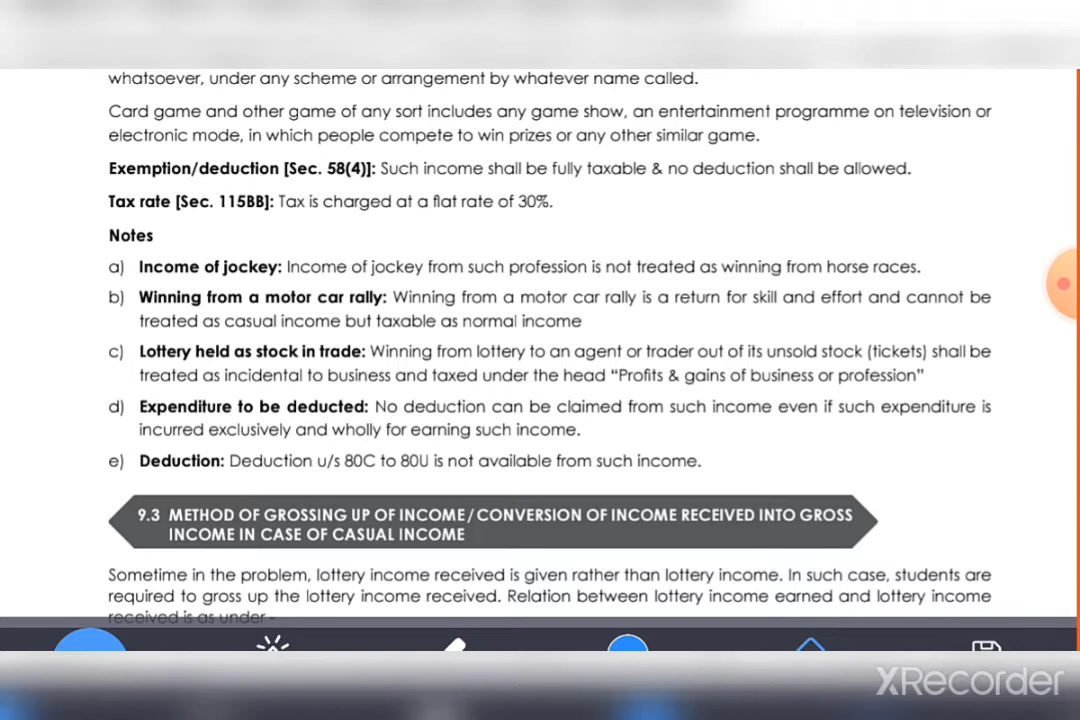 whatsoever, under any scheme or arrangement by whatever name called.
Card game and other game of any sort includes any game show, an entertainment programme on television or
electronic mode, in which people compete to win prizes or any other similar game.
Exemption/deduction [Sec. 58(4)]: Such income shall be fully taxable & no deduction shall be allowed.
Tax rate [Sec. 115BB]: Tax is charged at a flat rate of 30%.
Notes
a) Income of jockey: Income of jockey from such profession is not treated as winning from horse races.
b) Winning from a motor car rally: Winning from a motor car rally is a return for skill and effort and cannot be
treated as casual income but taxable as normal income
c) Lottery held as stock in trade: Winning from lottery to an agent or trader out of its unsold stock (tickets) shall be
treated as incidental to business and taxed under the head “Profits & gains of business or profession”
d) Expenditure to be deducted: No deduction can be claimed from such income even if such expenditure is
incurred exclusively and wholly for earning such income.
e) Deduction: Deduction u/s 80C to 80U is not available from such income.
9.3 METHOD OF GROSSING UP OF INCOME/CONVERSION OF INCOME RECEIVED INTO GROSS
INCOME IN CASE OF CASUAL INCOME
Sometime in the problem, lottery income received is given rather than lottery income. In such case, students are
required to gross up the lottery income received. Relation between lottery income earned and lottery income
received is as under -
XRecorder